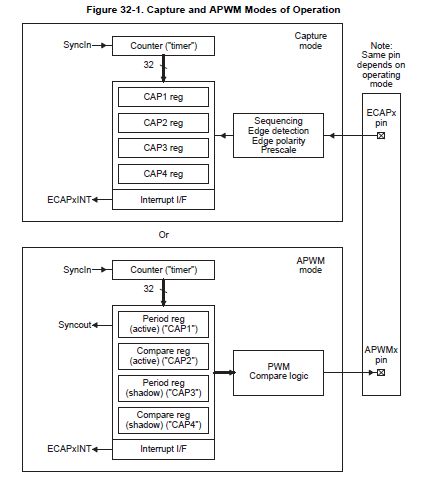 Figure 32-1. Capture and APWM Modes of Operation
Capture
mode
Note:
Same pin
depends on
operating
mode
SyncIn
Counter ("timer")
32
CAP1 reg
CAP2 reg
CAP3 reg
CAP4 reg
Interrupt I/F
ECAPxINT
Sequencing
Edge detection
Edge polarity
Prescale
ECAPx
pin
Or
APWM
mode
SyncIn
Counter ("timer")
32
Syncout
Period reg
(active) ("CAP1")
Compare reg
(active) ("CAP2")
Period reg
(shadow) ("CAP3")
Compare reg
(shadow) ("CAP4")
Interrupt I/F
ECAPxINT
PWM
Compare logic
APWMx
pin